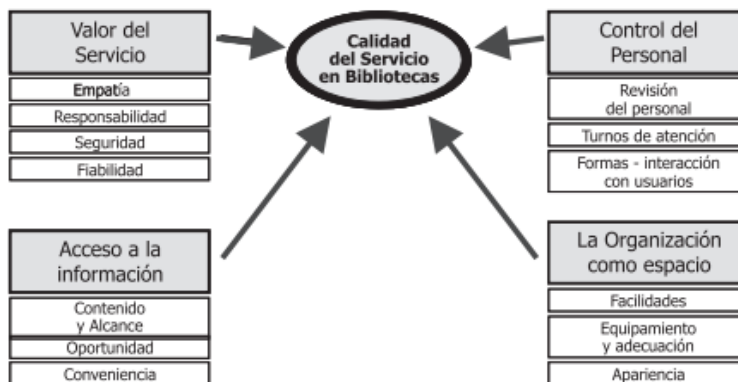 Valor del
Servicio
Empatía
Responsabilidad
Seguridad
Fiabilidad
Calidad
del Servicio
en Bibliotecas
Control del
Personal
Revisión
del personal
Turnos de atención
Formas - interacción
con usuarios
Acceso a la
información
Contenido
y Alcance
Oportunidad
Conveniencia
La Organización
como espacio
Facilidades
Equipamiento
y adecuación
Apariencia